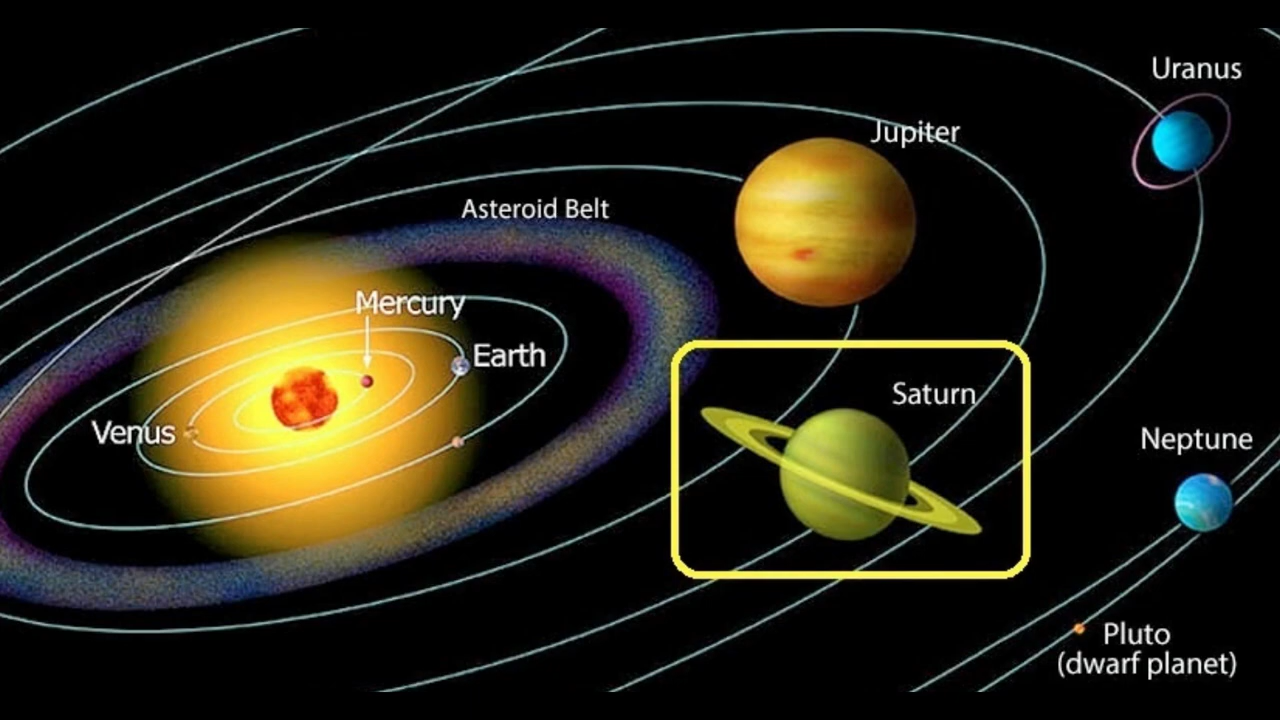 Uranus
Jupiter
Asteroid Belt
Mercury
Earth
Saturn
Venus
Neptune
Pluto
(dwarf planet)